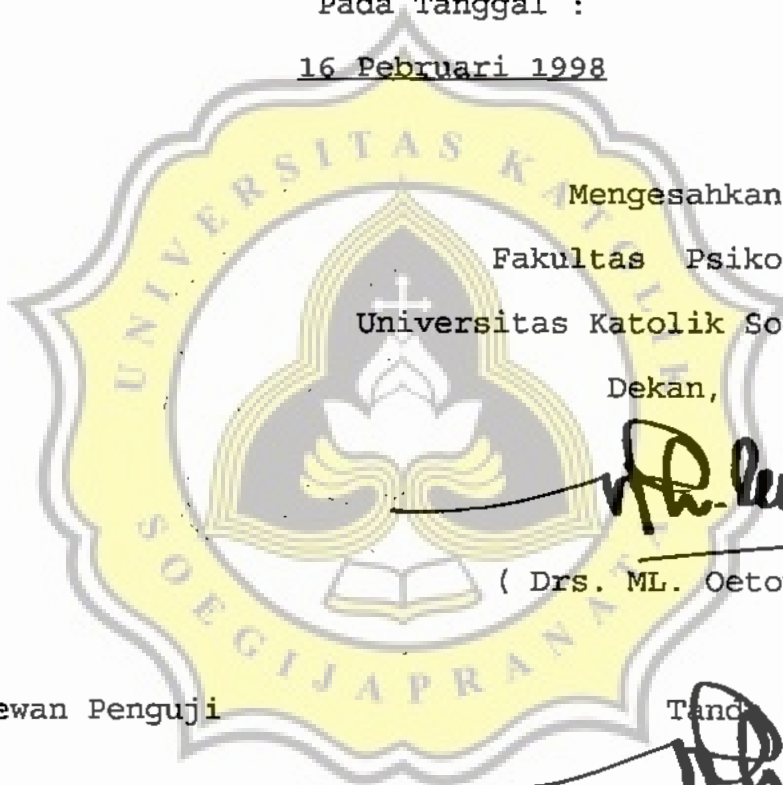 Pada Tanggal :
16 Pebruari 1998
UNIVERSITAS KATOLIK
Mengesahkan
Fakultas Psiko
Universitas Katolik So
Dekan,
( Drs. ML. Oeto
SOEGIJAPRANATA
ewan Penguji Tand